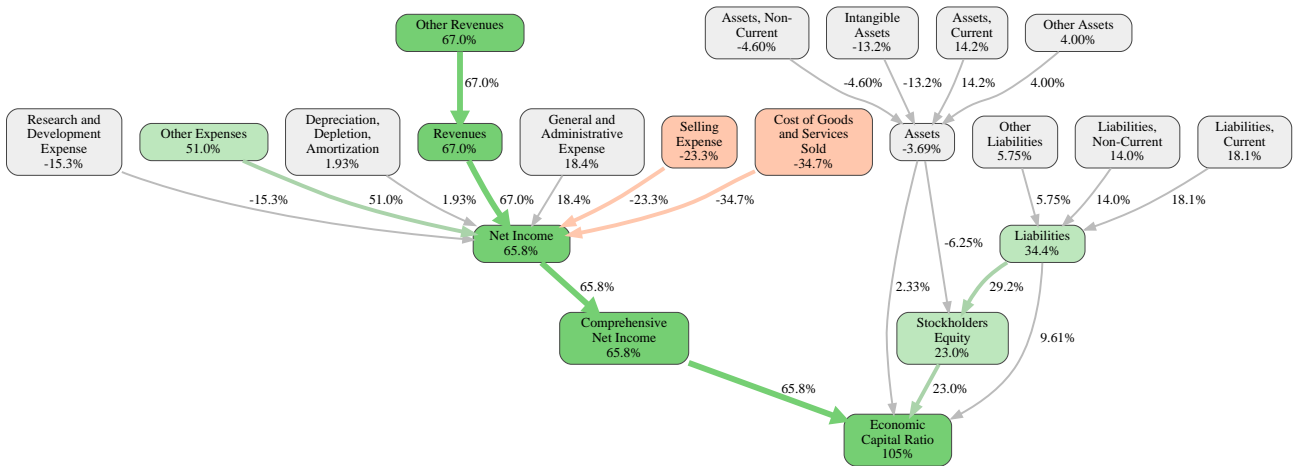 Other Revenues
67.0%
Assets, Non-
Current
-4.60%
Intangible
Assets
-13.2%
Assets,
Current
14.2%
Other Assets
4.00%
67.0%
-4.60%
-13.2%
14.2%
4.00%
Research and
Development
Expense
-15.3%
Other Expenses
51.0%
Depreciation,
Depletion,
Amortization
1.93%
Revenues
67.0%
General and
Administrative
Expense
18.4%
Selling
Expense
-23.3%
Cost of Goods
and Services
Sold
-34.7%
Assets
-3.69%
Other
Liabilities
5.75%
Liabilities,
Non-Current
14.0%
Liabilities,
Current
18.1%
-15.3%
51.0%
1.93%
67.0%
18.4%
-23.3%
-34.7%
5.75%
14.0%
18.1%
Net Income
65.8%
-6.25%
Liabilities
34.4%
65.8%
2.33%
29.2%
Comprehensive
Net Income
65.8%
Stockholders
Equity
23.0%
9.61%
65.8%
23.0%
Economic
Capital Ratio
105%